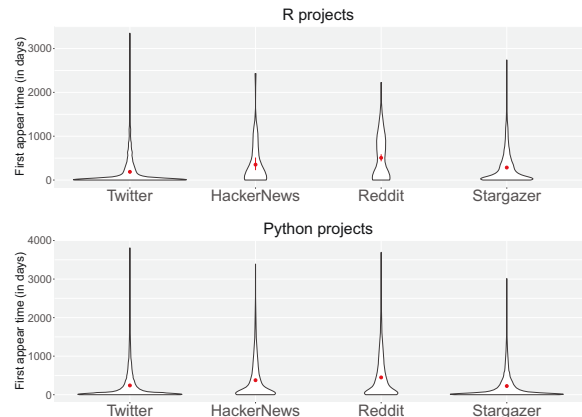 R projects
First appear time (in days)
3000
2000
1000
0
Twitter HackerNews Reddit Stargazer
Python projects
First appear time (in days)
4000
3000
2000
1000
0
Twitter HackerNews Reddit Stargazer